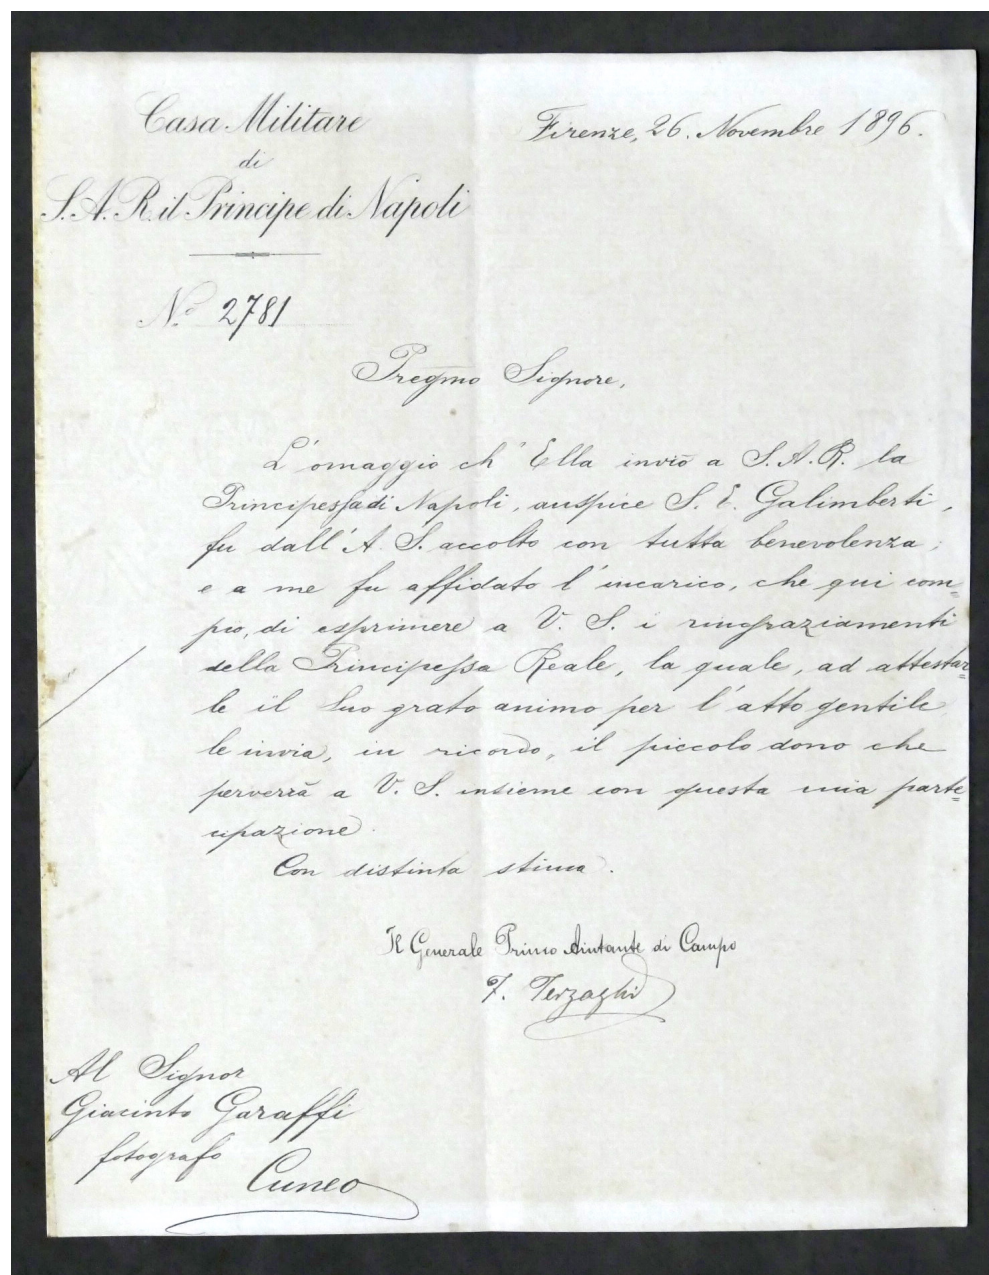 Casa Militare
di
S. A. R. il Principe di Napoli
Firenze, 26. Novembre 1896.
N.o 2781
Pregmo Signore,
L'omaggio ch'Ella inviò a S. A. R. la
Principessa di Napoli, auspice S. E. Galimberti,
fu dall'A. S. accolto con tutta benevolenza;
e a me fu affidato l'incarico, che qui com=
pio, di esprimere a V. S. i ringraziamenti
della Principessa Reale, la quale, ad attestar=
le il Suo grato animo per l'atto gentile
le invia, in ricordo, il piccolo dono che
perverrà a V. S. insieme con questa mia parte=
cipazione.
Con distinta stima.
Il Generale Primo Aiutante di Campo
F. Terzaghi
Al Signor
Giacinto Garaffi
fotografo
Cuneo